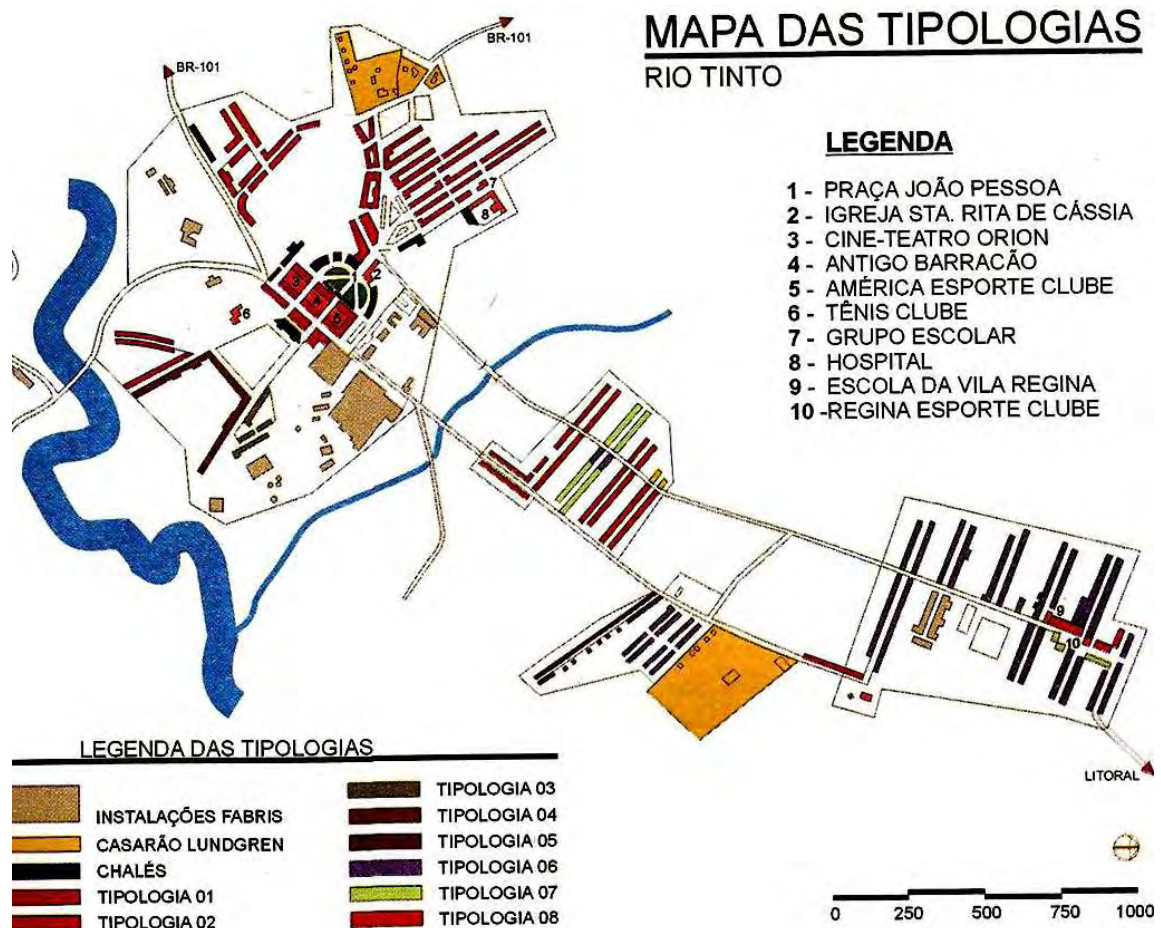 MAPA DAS TIPOLOGIAS
RIO TINTO
LEGENDA
1 - PRAÇA JOÃO PESSOA
2 - IGREJA STA. RITA DE CÁSSIA
3 - CINE-TEATRO ORION
4 - ANTIGO BARRACÃO
5 - AMÉRICA ESPORTE CLUBE
6 - TÊNIS CLUBE
7 - GRUPO ESCOLAR
8 - HOSPITAL
9 - ESCOLA DA VILA REGINA
10 -REGINA ESPORTE CLUBE
BR-101
BR-101
7
8
2
3
6
9
10
LITORAL
LEGENDA DAS TIPOLOGIAS
INSTALAÇÕES FABRIS
CASARÃO LUNDGREN
CHALÉS
TIPOLOGIA 01
TIPOLOGIA 02
TIPOLOGIA 03
TIPOLOGIA 04
TIPOLOGIA 05
TIPOLOGIA 06
TIPOLOGIA 07
TIPOLOGIA 08
0 250 500 750 1000